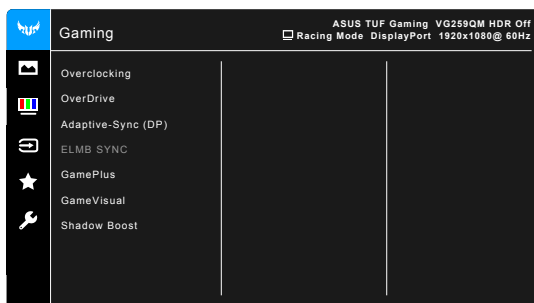 Gaming
ASUS TUF Gaming VG259QM HDR Off
Racing Mode DisplayPort 1920x1080@ 60Hz
Overclocking
OverDrive
Adaptive-Sync (DP)
ELMB SYNC
GamePlus
GameVisual
Shadow Boost